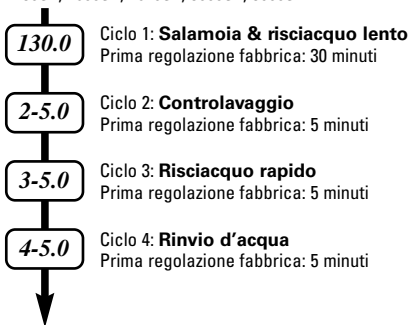 130.0
Ciclo 1: Salamoia & risciacquo lento
Prima regolazione fabbrica: 30 minuti
2-5.0
Ciclo 2: Controlavaggio
Prima regolazione fabbrica: 5 minuti
3-5.0
Ciclo 3: Risciacquo rapido
Prima regolazione fabbrica: 5 minuti
4-5.0
Ciclo 4: Rinvio d'acqua
Prima regolazione fabbrica: 5 minuti